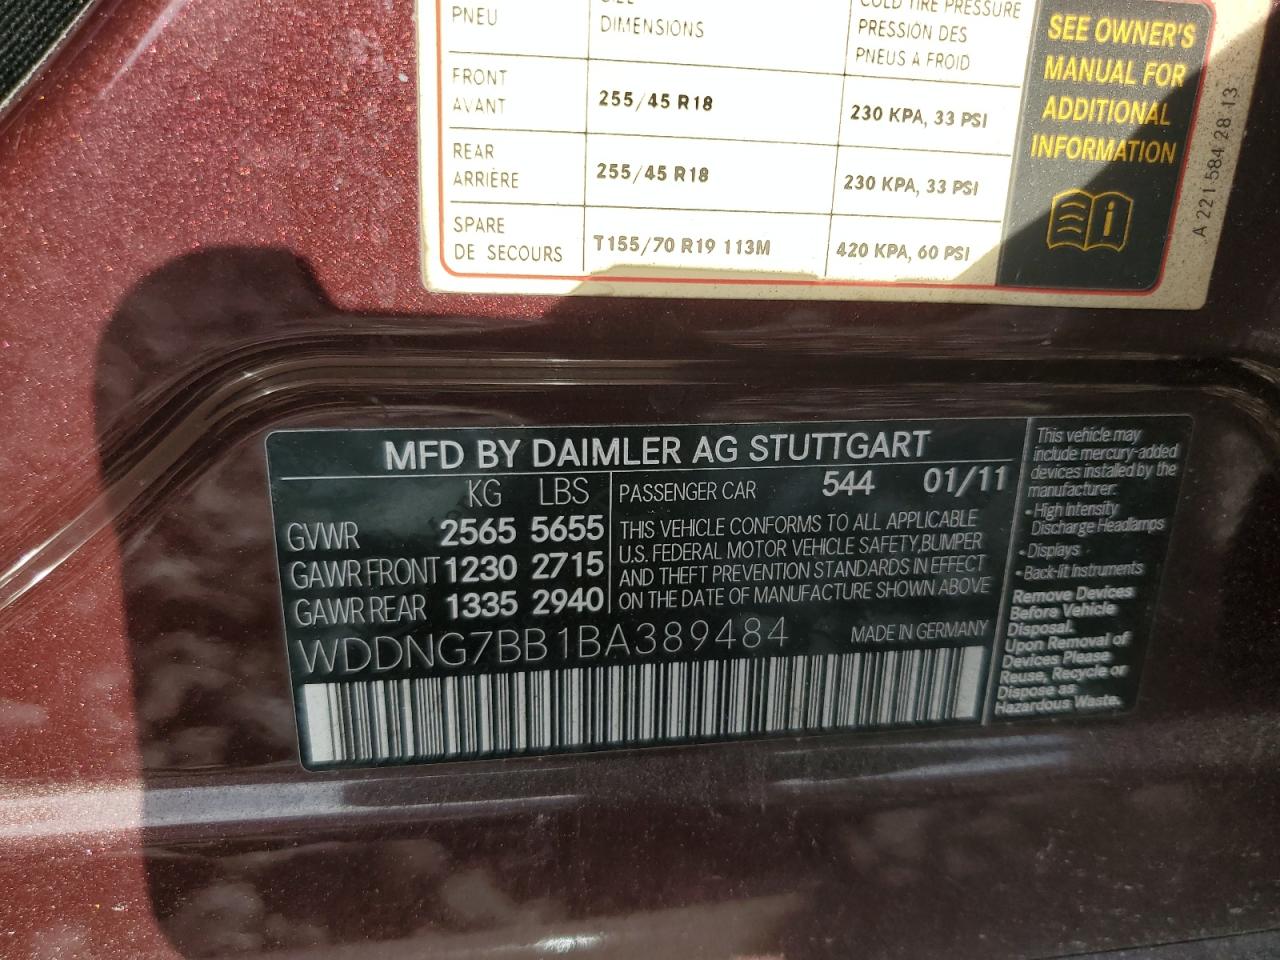 PNEU
DIMENSIONS
COLD TIRE PRESSURE
PRESSION DES
PNEUS A FROID
FRONT
AVANT
255/45 R18
230 KPA, 33 PSI
REAR
ARRIÈRE
255/45 R18
230 KPA, 33 PSI
SPARE
DE SECOURS
T155/70 R19 113M
420 KPA, 60 PSI
SEE OWNER'S
MANUAL FOR
ADDITIONAL
INFORMATION
A 221 584 28 13
MFD BY DAIMLER AG STUTTGART
KG LBS
GVWR 2565 5655
GAWR FRONT 1230 2715
GAWR REAR 1335 2940
PASSENGER CAR 544 01/11
THIS VEHICLE CONFORMS TO ALL APPLICABLE
U.S. FEDERAL MOTOR VEHICLE SAFETY,BUMPER
AND THEFT PREVENTION STANDARDS IN EFFECT
ON THE DATE OF MANUFACTURE SHOWN ABOVE
WDDNG7BB1BA389484
MADE IN GERMANY
This vehicle may
include mercury-added
devices installed by the
manufacturer:
• High Intensity
Discharge Headlamps
• Displays
• Back-lit Instruments
Remove Devices
Before Vehicle
Disposal.
Upon Removal of
Devices Please
Reuse, Recycle or
Dispose as
Hazardous Waste.